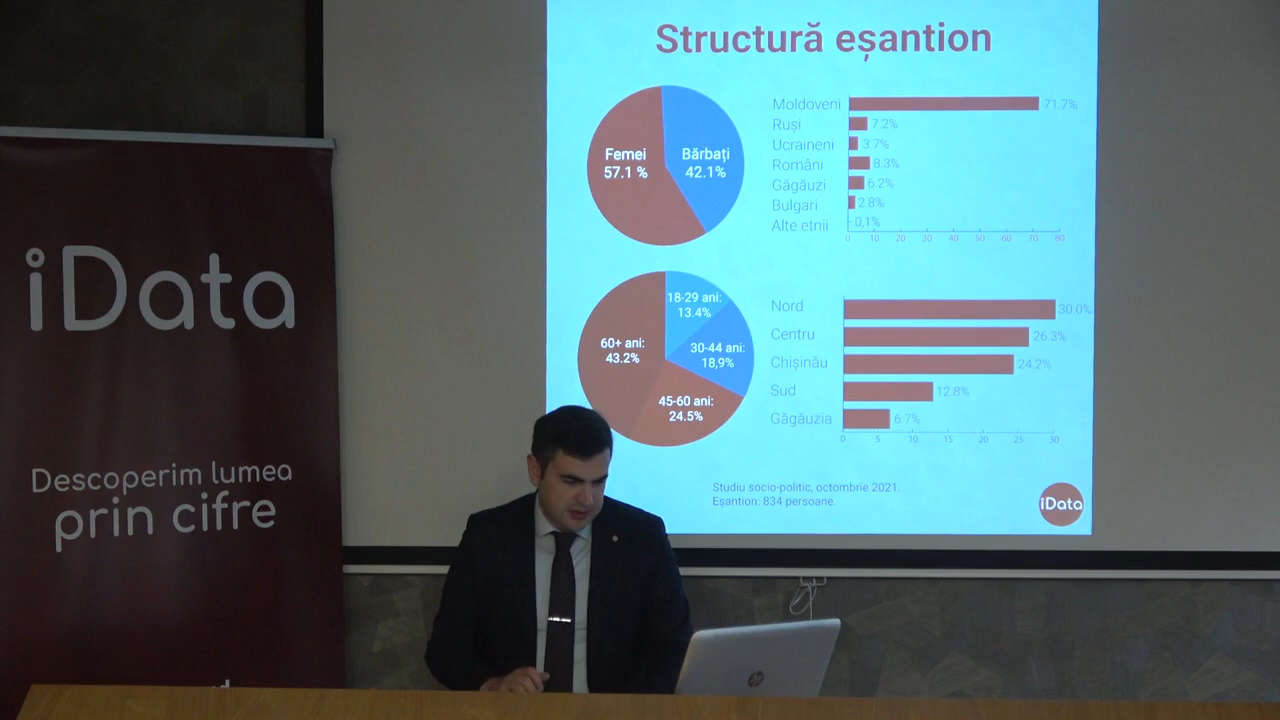 Structură eșantion
Femei
57.1 %
Bărbați
42.1%
Moldoveni 71.7%
Ruși 7.2%
Ucraineni 3.7%
Români 8.3%
Găgăuzi 6.2%
Bulgari 2.8%
Alte etnii 0,1%
0 10 20 30 40 50 60 70 80
18-29 ani:
13.4%
30-44 ani:
18,9%
45-60 ani:
24.5%
60+ ani:
43.2%
Nord 30.0%
Centru 26.3%
Chișinău 24.2%
Sud 12.8%
Găgăuzia 6.7%
0 5 10 15 20 25 30
Studiu socio-politic, octombrie 2021.
Eșantion: 834 persoane.
iData
iData
Descoperim lumea
prin cifre
hp